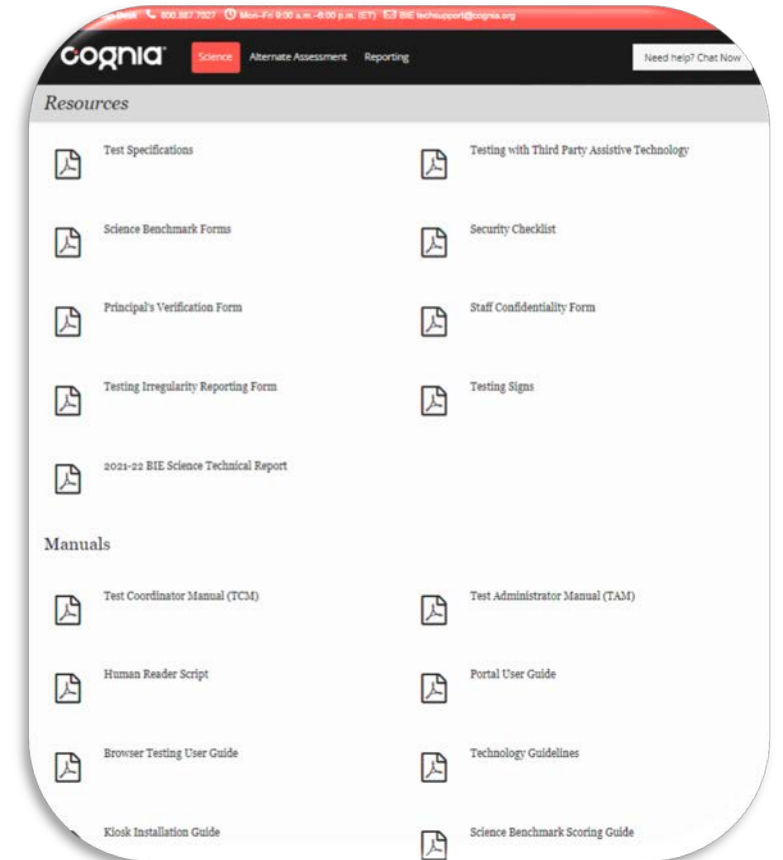 Desk 800.887.7027 Mon–Fri 9:00 a.m.–6:00 p.m. (ET) BIE techsupport@cognia.org
cognia Science Alternate Assessment Reporting Need help? Chat Now
Resources
Test Specifications Testing with Third Party Assistive Technology
Science Benchmark Forms Security Checklist
Principal's Verification Form Staff Confidentiality Form
Testing Irregularity Reporting Form Testing Signs
2021-22 BIE Science Technical Report
Manuals
Test Coordinator Manual (TCM) Test Administrator Manual (TAM)
Human Reader Script Portal User Guide
Browser Testing User Guide Technology Guidelines
Kiosk Installation Guide Science Benchmark Scoring Guide